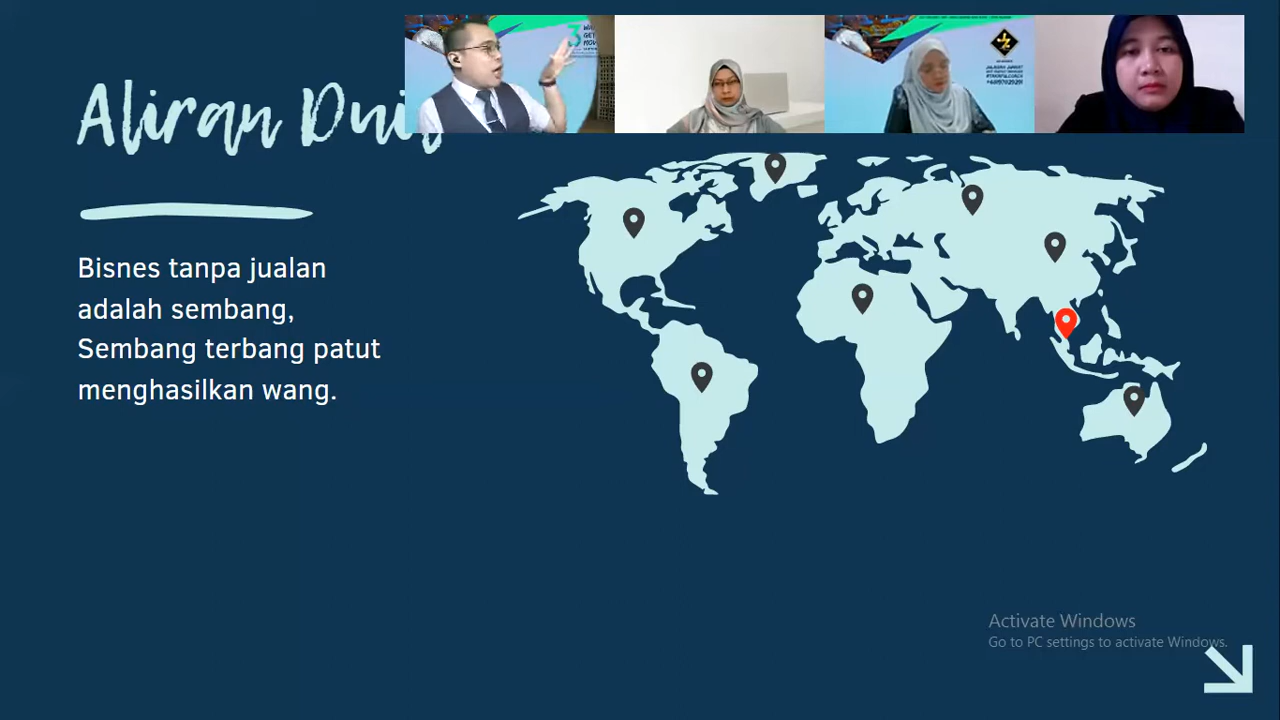 Aliran
Bisnes tanpa jualan
adalah sembang,
Sembang terbang patut
menghasilkan wang.
Activate Windows
Go to PC settings to activate Windows.